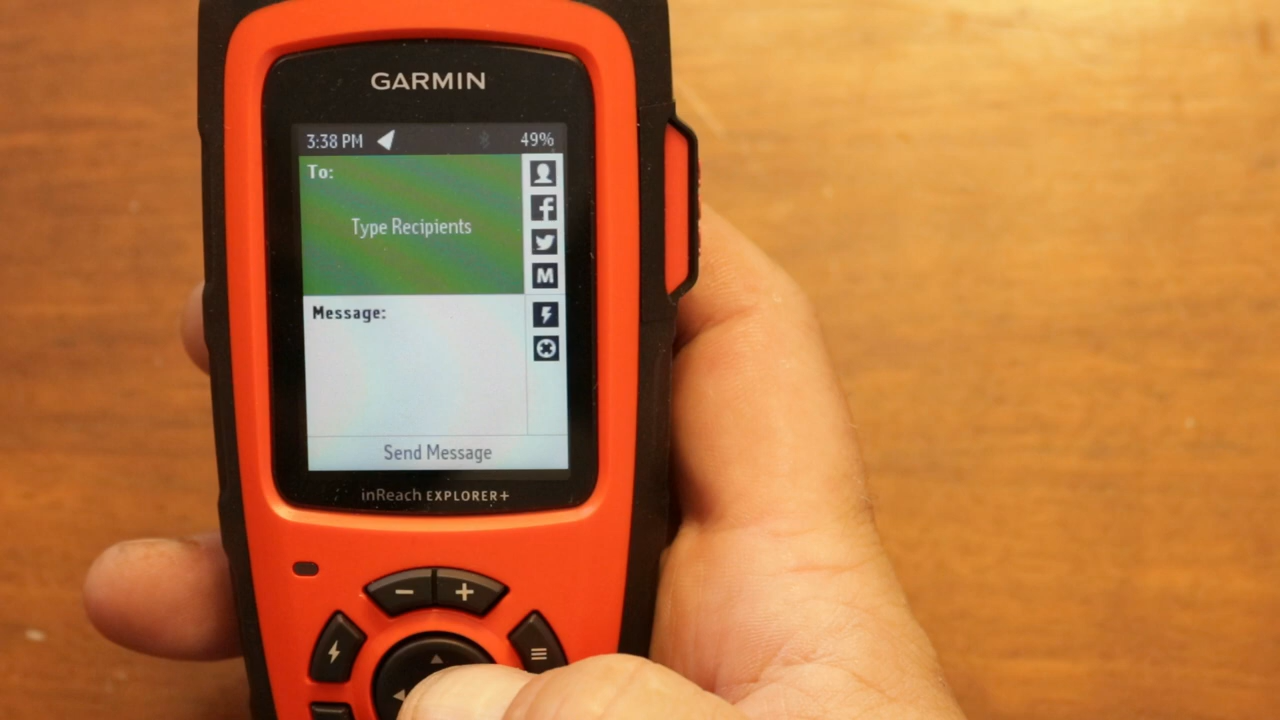 GARMIN
3:38 PM 49%
To:
Type Recipients
M
Message:
Send Message
inReach EXPLORER+